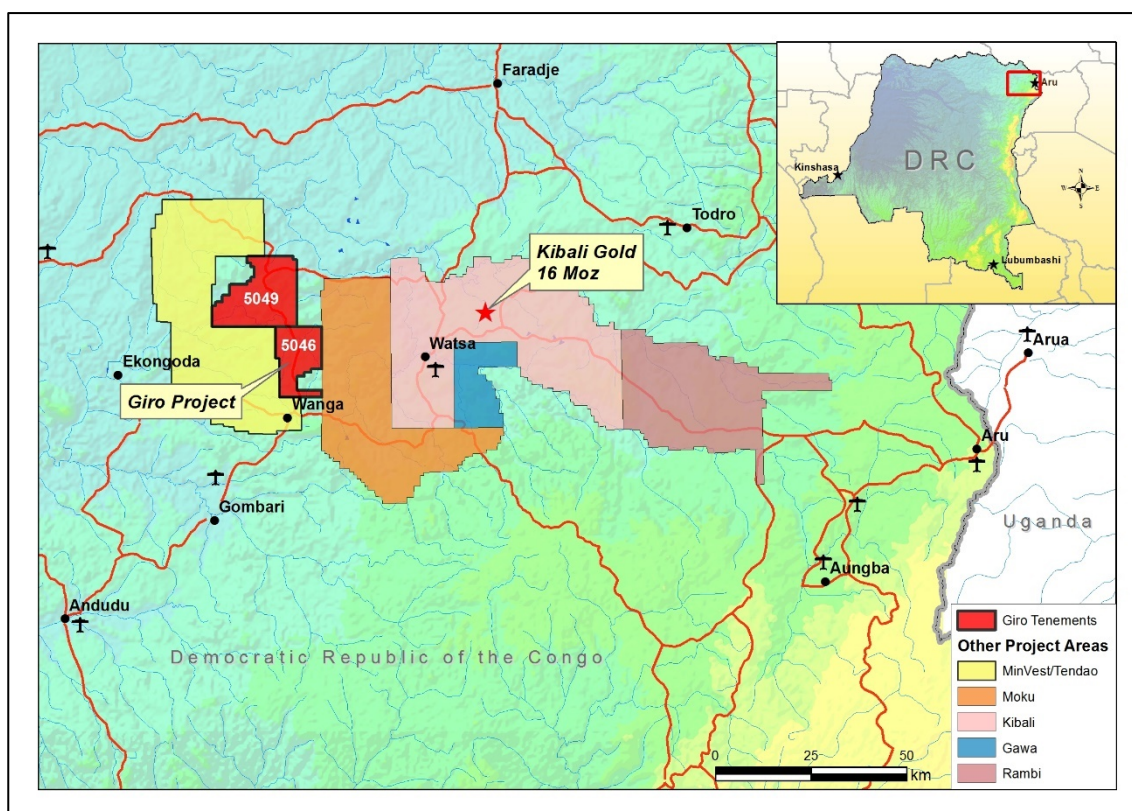 Faradje
Todro
Kibali Gold
16 Moz
5049
5046
Watsa
Ekongoda
Giro Project
Wanga
Gombari
Andudu
Arua
Aru
Uganda
Aungba
Democratic Republic of the Congo
Aru
Kinshasa
DRC
N
W
E
S
Lubumbashi
Giro Tenements
Other Project Areas
MinVest/Tendao
Moku
Kibali
Gawa
Rambi
0 25 50
km